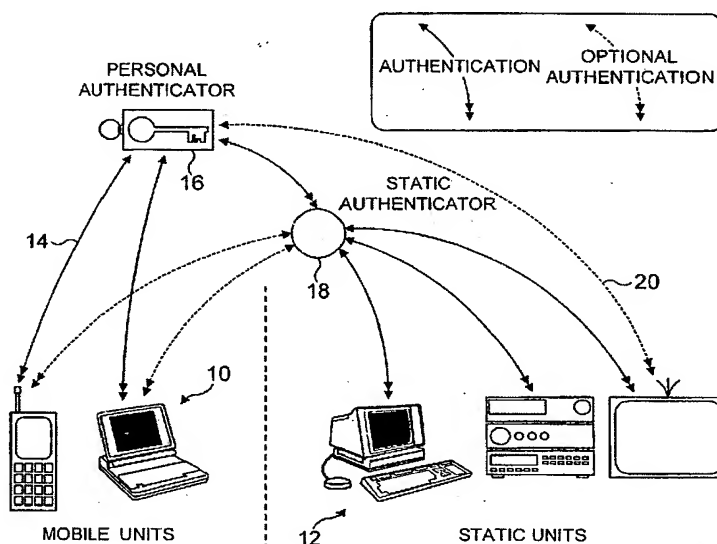 PERSONAL
AUTHENTICATOR
AUTHENTICATION
OPTIONAL
AUTHENTICATION
16
STATIC
AUTHENTICATOR
14
18
20
10
12
MOBILE UNITS
STATIC UNITS